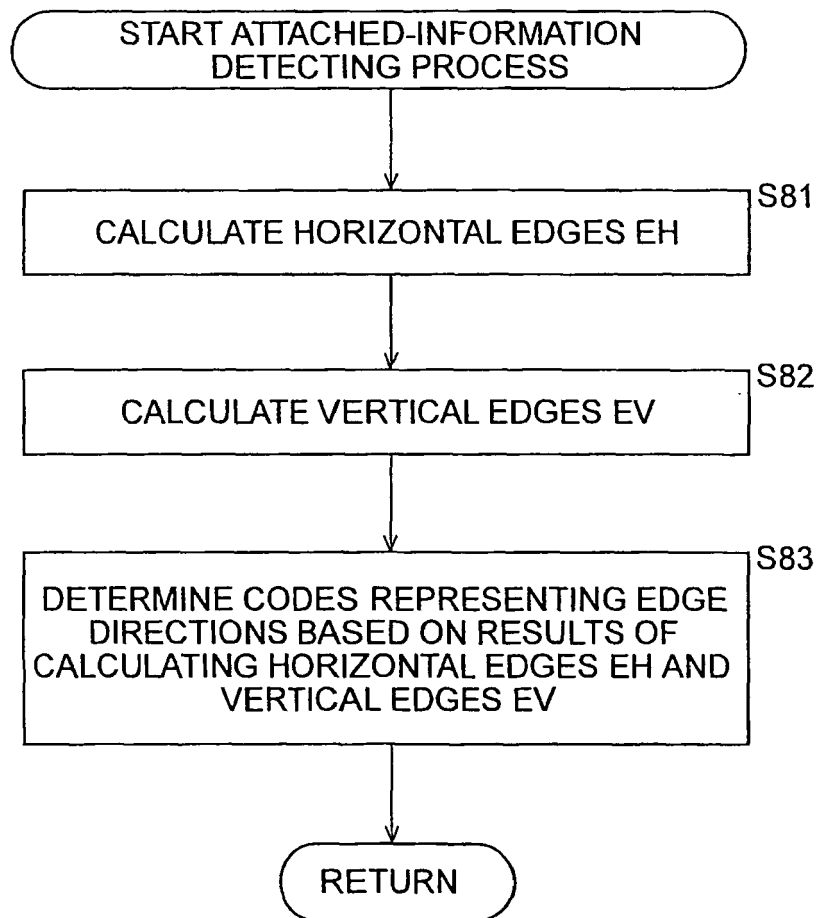 START ATTACHED-INFORMATION
DETECTING PROCESS
S81
CALCULATE HORIZONTAL EDGES EH
S82
CALCULATE VERTICAL EDGES EV
S83
DETERMINE CODES REPRESENTING EDGE
DIRECTIONS BASED ON RESULTS OF
CALCULATING HORIZONTAL EDGES EH AND
VERTICAL EDGES EV
RETURN